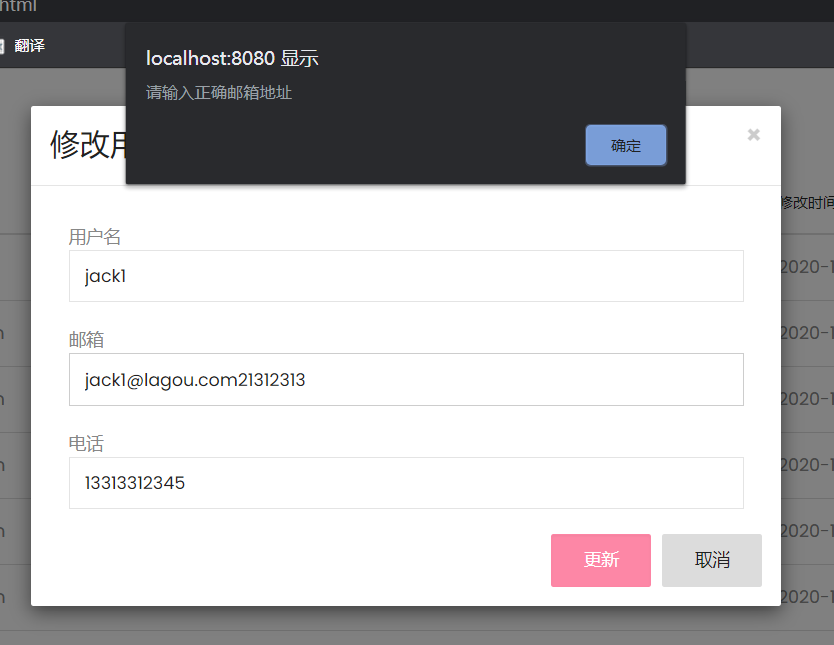 html
翻译
localhost:8080 显示
请输入正确邮箱地址
确定
修改用
修改时间
用户名
jack1
2020-1
邮箱
2020-1
jack1@lagou.com21312313
2020-1
电话
2020-1
13313312345
2020-1
更新
取消
2020-1